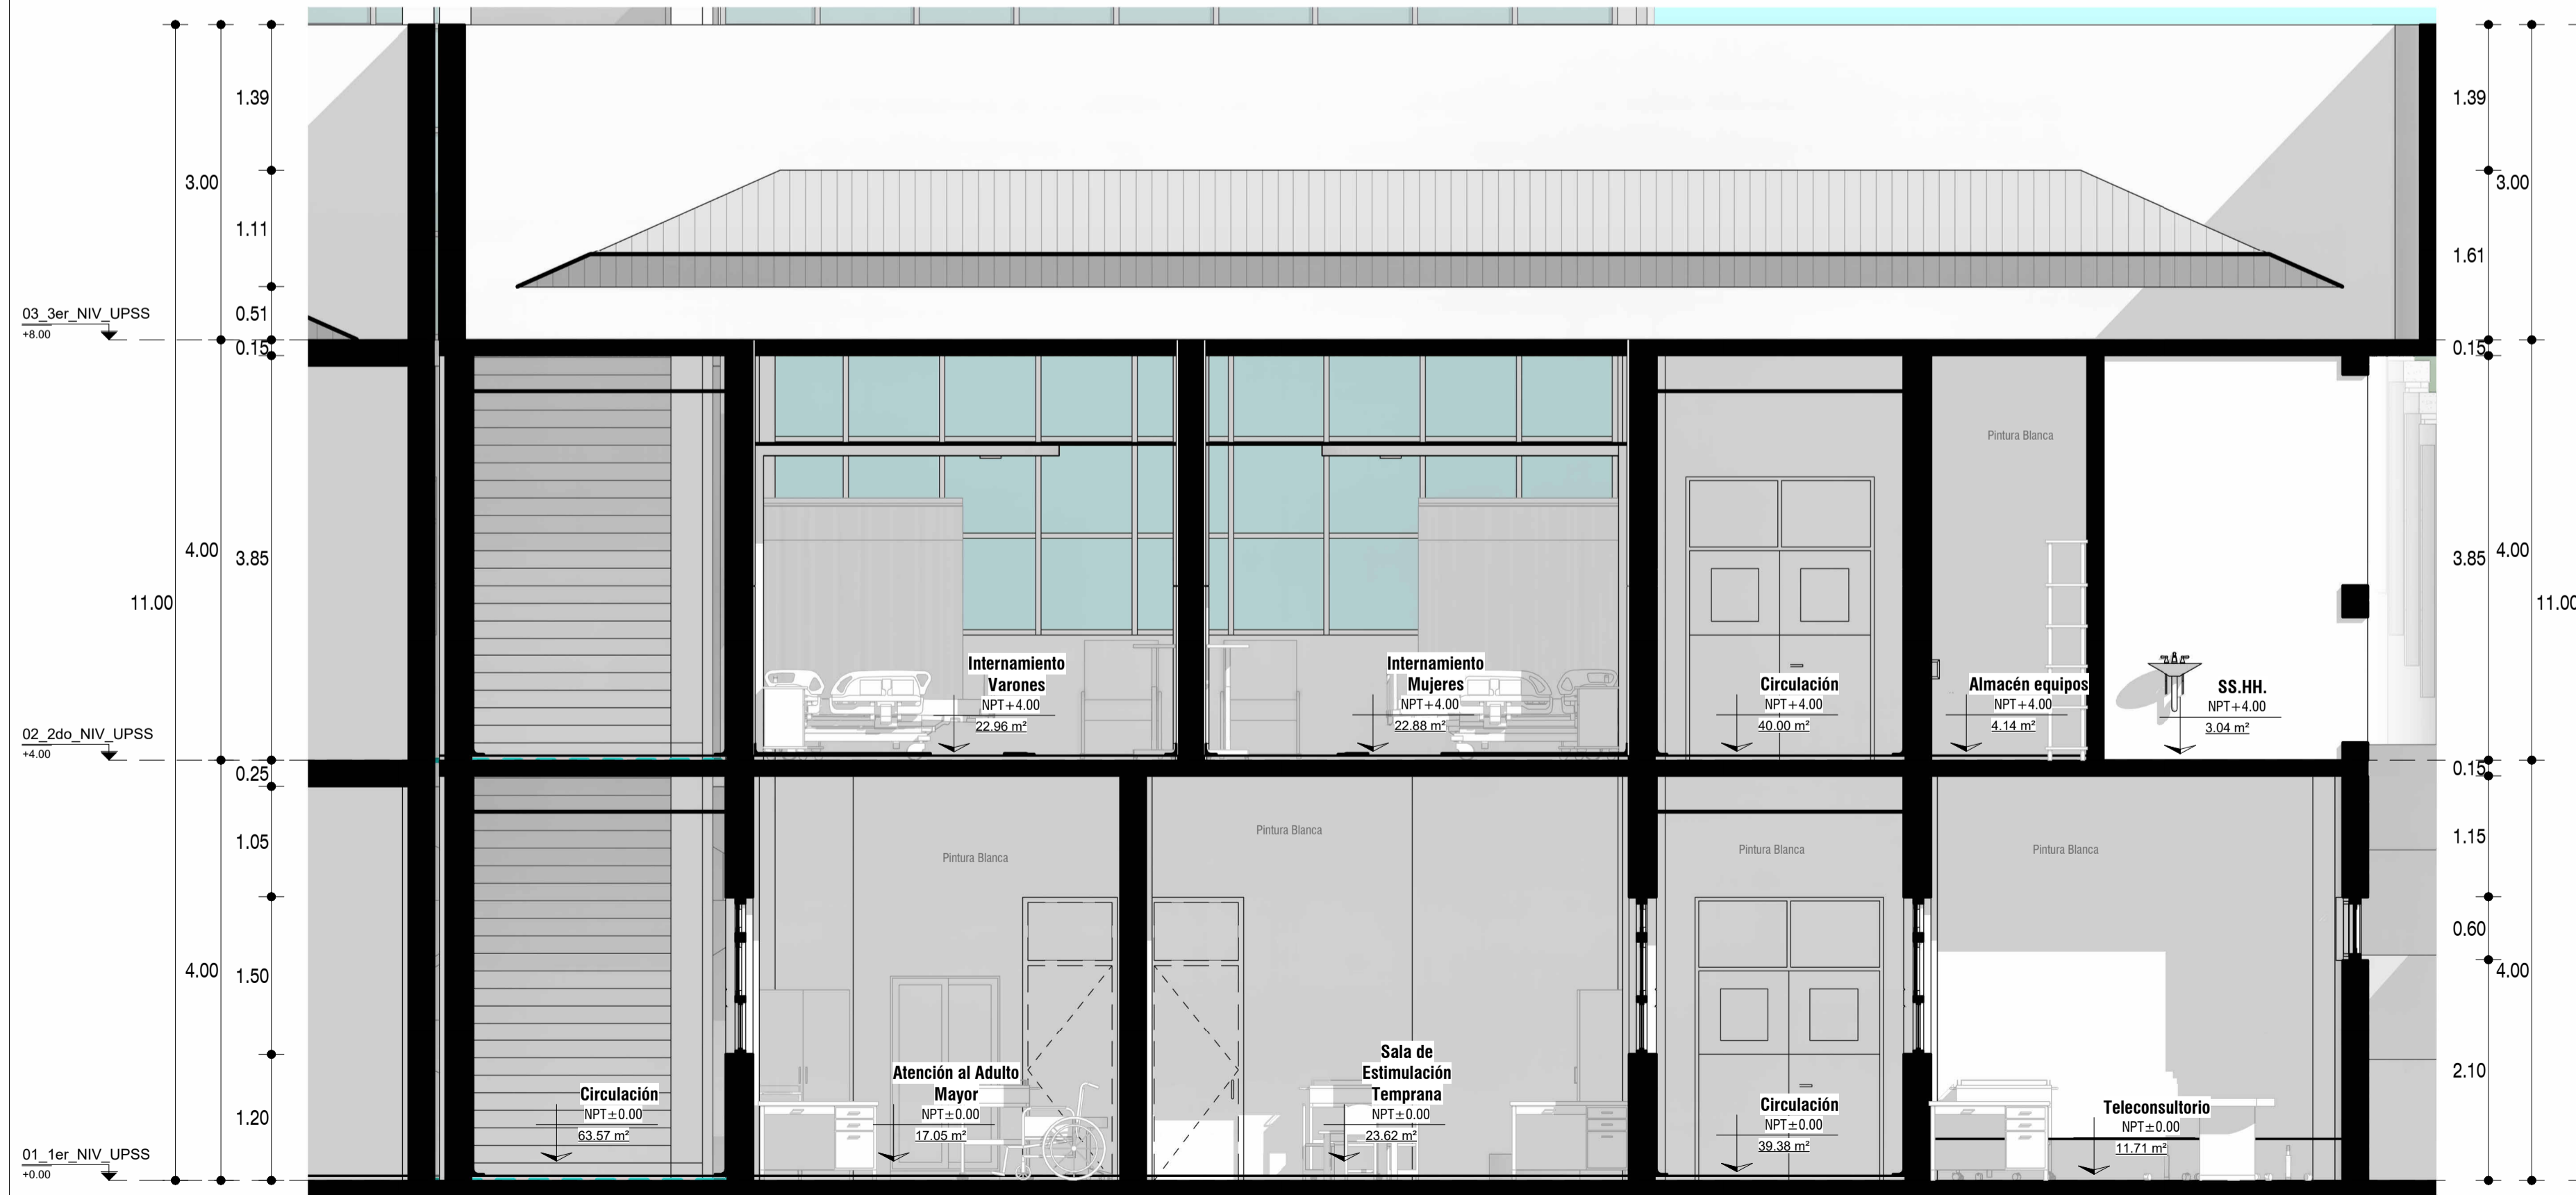 1.39
1.39
3.00
3.00
1.11
1.61
0.51
03_3er_NIV_UPSS
+8.00
0.15
0.15
Pintura Blanca
4.00
3.85
3.85
4.00
11.00
11.00
Internamiento
Varones
NPT+4.00
22.96 m²
Internamiento
Mujeres
NPT+4.00
22.88 m²
Circulación
NPT+4.00
40.00 m²
Almacén equipos
NPT+4.00
4.14 m²
SS.HH.
NPT+4.00
3.04 m²
02_2do_NIV_UPSS
+4.00
0.25
0.15
1.05
1.15
Pintura Blanca
Pintura Blanca
Pintura Blanca
Pintura Blanca
0.60
4.00
1.50
4.00
2.10
1.20
Circulación
NPT±0.00
63.57 m²
Atención al Adulto
Mayor
NPT±0.00
17.05 m²
Sala de
Estimulación
Temprana
NPT±0.00
23.62 m²
Circulación
NPT±0.00
39.38 m²
Teleconsultorio
NPT±0.00
11.71 m²
01_1er_NIV_UPSS
+0.00